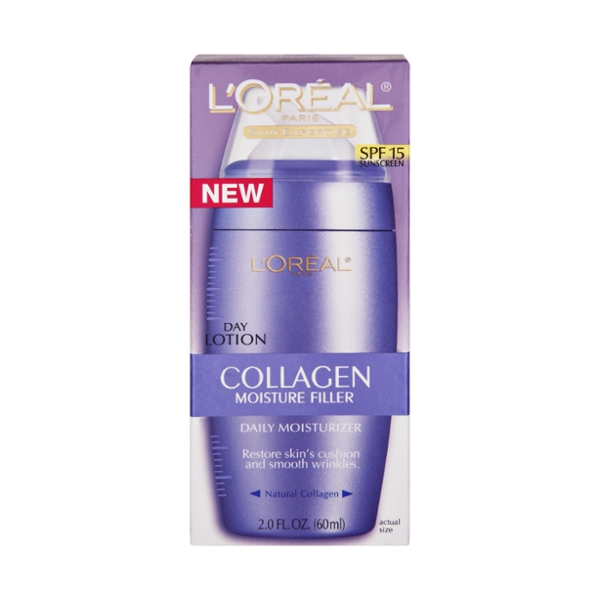 L'ORÉAL®
PARIS
SPF 15
SUNSCREEN
NEW
L'ORÉAL®
PARIS
DAY
LOTION
COLLAGEN
MOISTURE FILLER
DAILY MOISTURIZER
Restore skin's cushion
and smooth wrinkles.
Natural Collagen
2.0 FL. OZ. (60ml)
actual
size